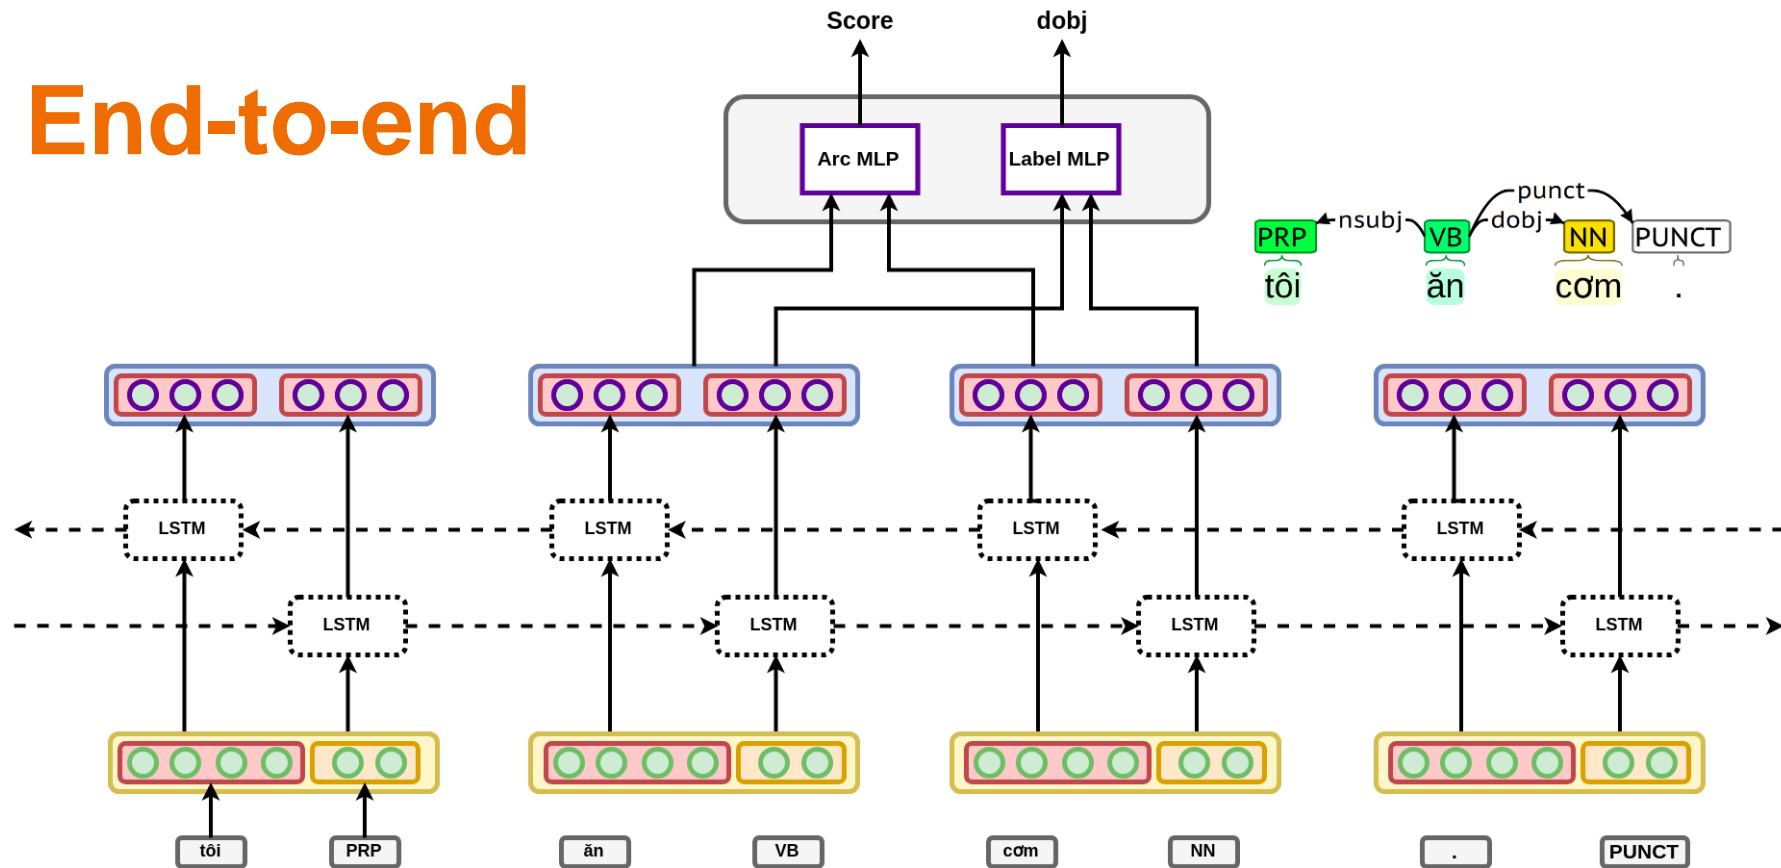 Score dobj
End-to-end
Arc MLP Label MLP
punct
nsubj dobj
PRP VB NN PUNCT
tôi ăn cơm .
LSTM LSTM LSTM LSTM
LSTM LSTM LSTM LSTM
tôi PRP ăn VB cơm NN . PUNCT